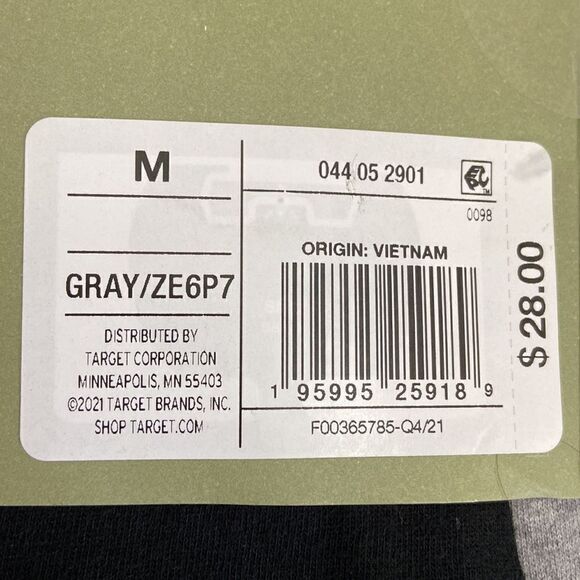 M
GRAY/ZE6P7
DISTRIBUTED BY
TARGET CORPORATION
MINNEAPOLIS, MN 55403
©2021 TARGET BRANDS, INC.
SHOP TARGET.COM
044 05 2901
TM
0098
ORIGIN: VIETNAM
1 95995 25918 9
F00365785-Q4/21
$28.00